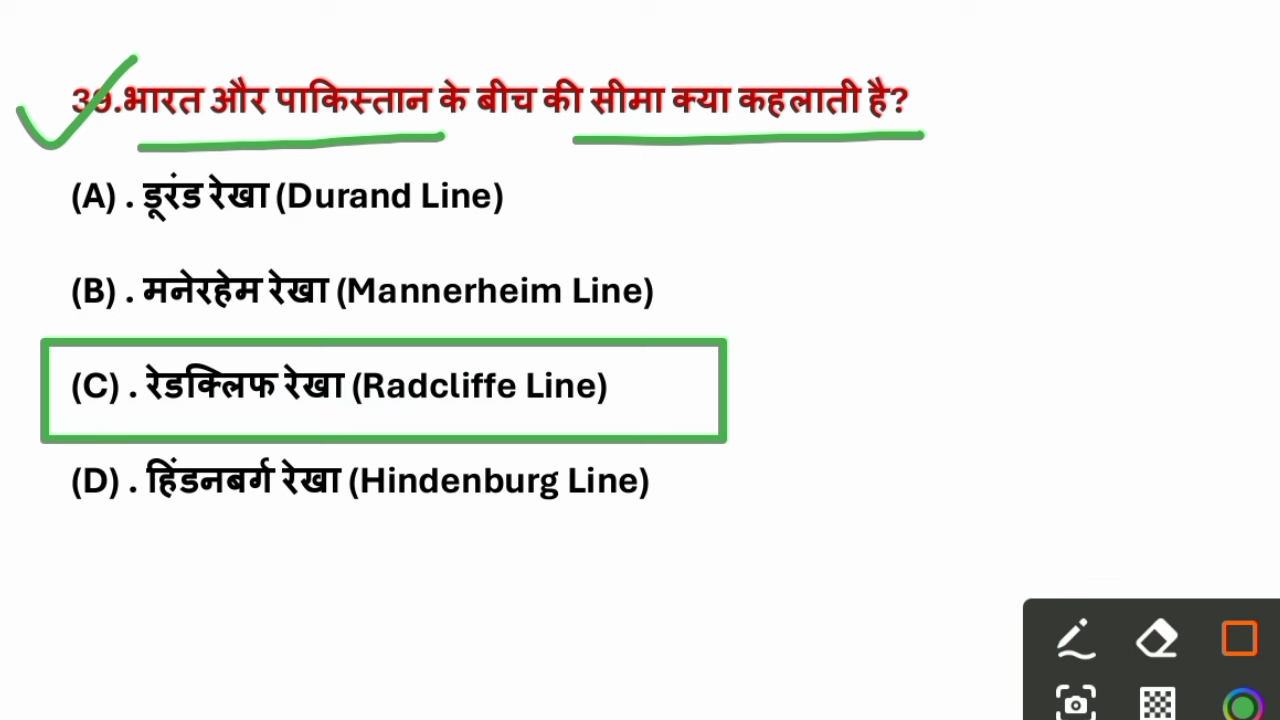 39.भारत और पाकिस्तान के बीच की सीमा क्या कहलाती है?
(A) . डूरंड रेखा (Durand Line)
(B) . मनेरहेम रेखा (Mannerheim Line)
(C) . रेडक्लिफ रेखा (Radcliffe Line)
(D) . हिंडनबर्ग रेखा (Hindenburg Line)